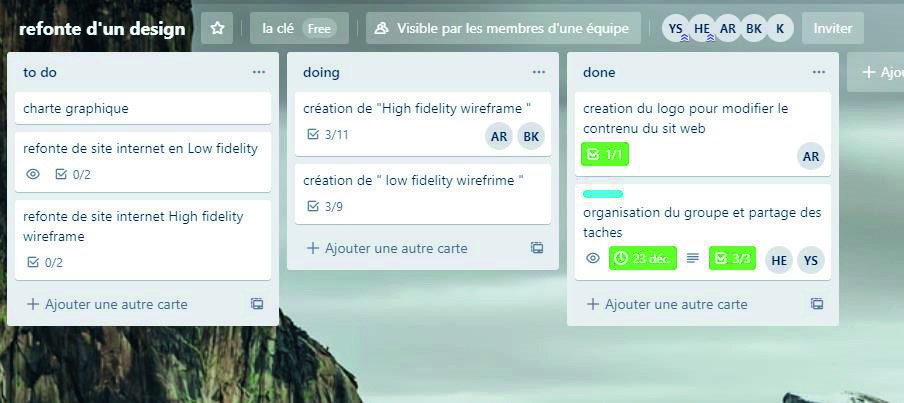 refonte d'un design
la clé Free
Visible par les membres d'une équipe
YS HE AR BK K
Inviter
to do
charte graphique
refonte de site internet en Low fidelity
0/2
refonte de site internet High fidelity
wireframe
0/2
+ Ajouter une autre carte
doing
création de "High fidelity wireframe "
3/11
AR BK
création de " low fidelity wirefrime "
3/9
+ Ajouter une autre carte
done
creation du logo pour modifier le
contrenu du sit web
1/1
AR
organisation du groupe et partage des
taches
23 déc. 3/3 HE YS
+ Ajouter une autre carte
+ Ajou